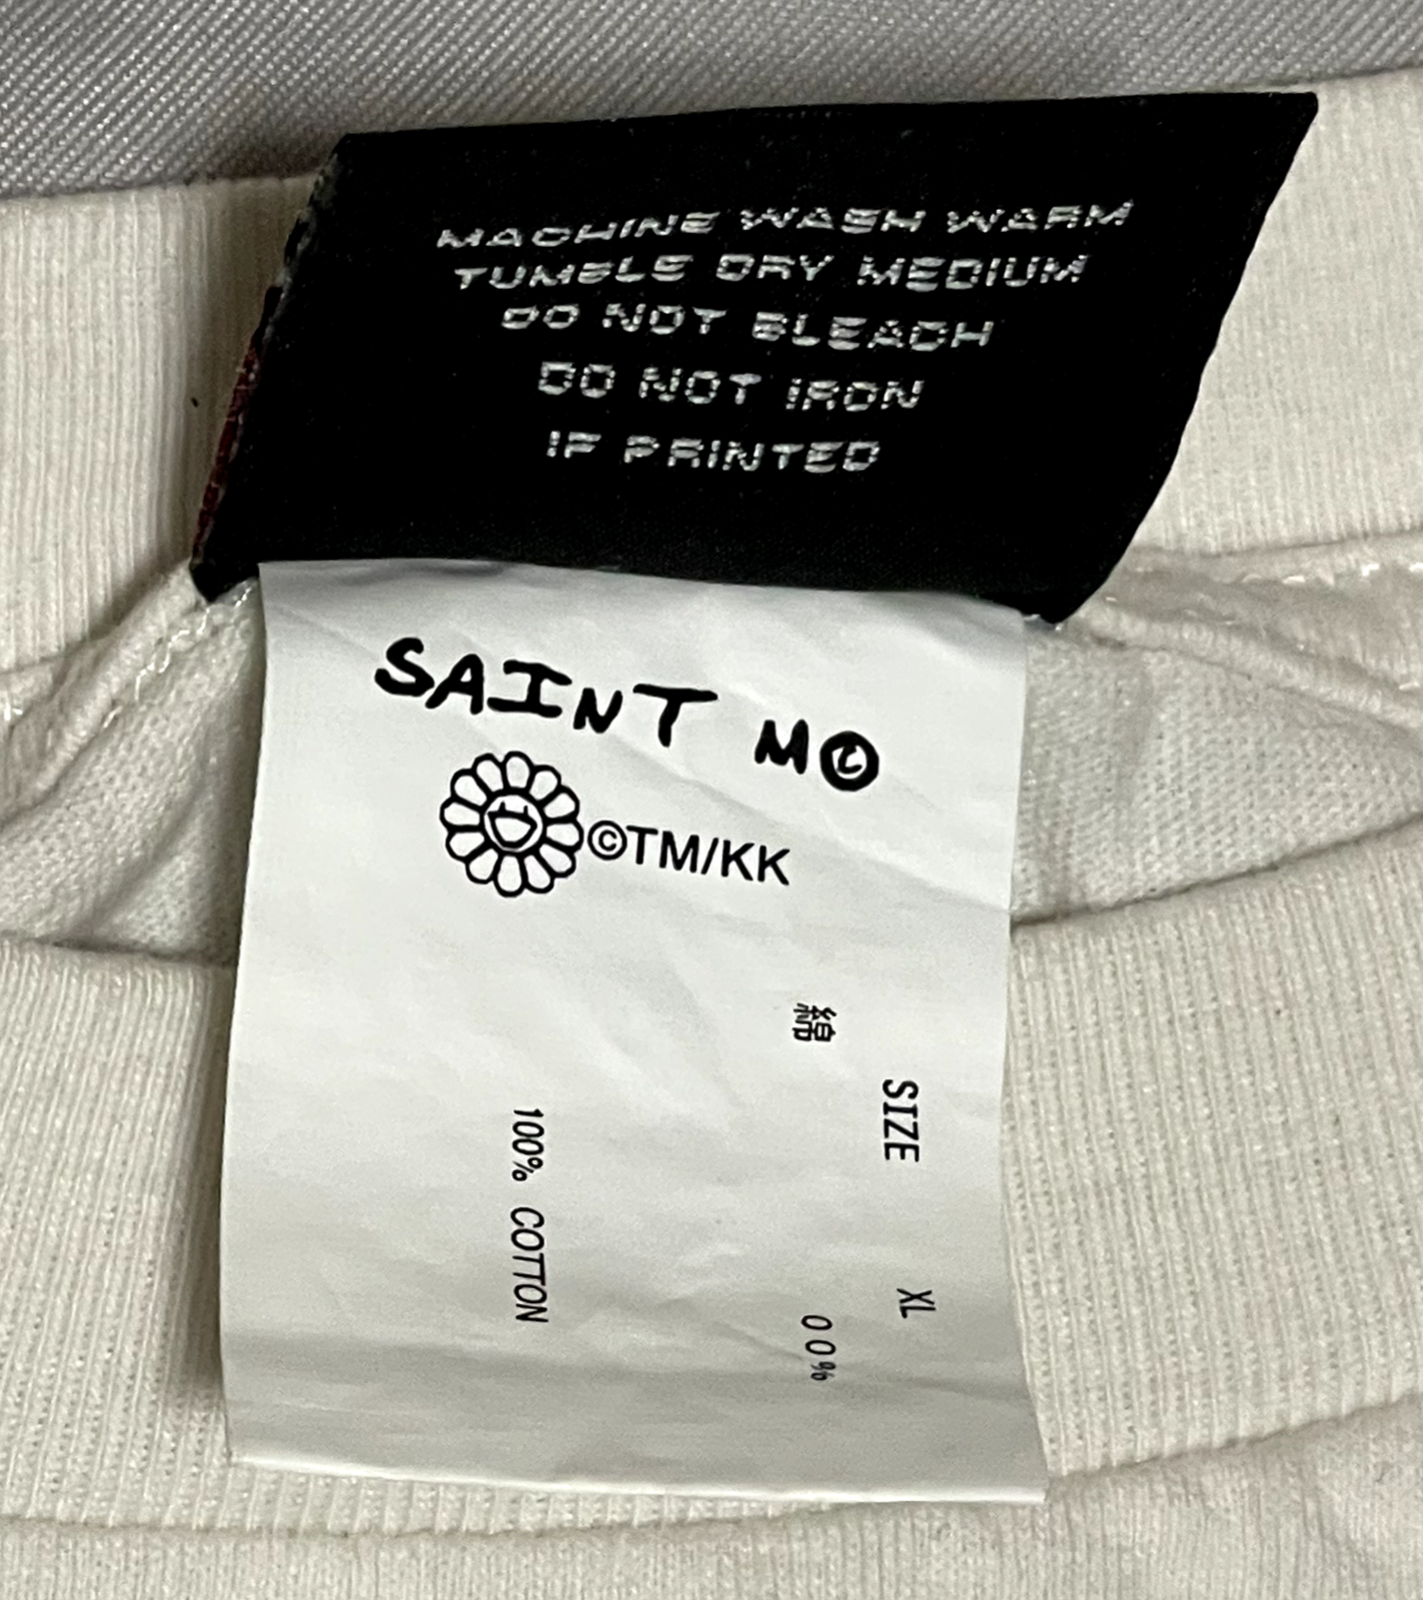 MACHINE WASH WARM
TUMBLE DRY MEDIUM
DO NOT BLEACH
DO NOT IRON
IF PRINTED
SAINT M©
©TM/KK
SIZE XL
綿 00%
100% COTTON